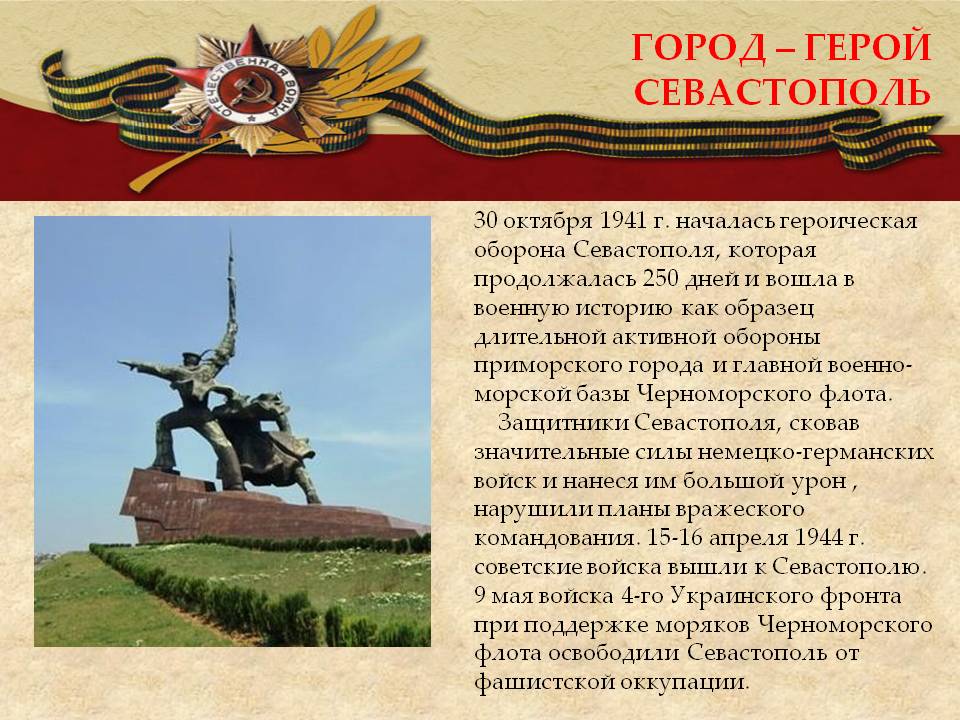 ГОРОД – ГЕРОЙ
СЕВАСТОПОЛЬ
ОТЕЧЕСТВЕННАЯ ВОЙНА
30 октября 1941 г. началась героическая
оборона Севастополя, которая
продолжалась 250 дней и вошла в
военную историю как образец
длительной активной обороны
приморского города и главной военно-
морской базы Черноморского флота.
Защитники Севастополя, сковав
значительные силы немецко-германских
войск и нанеся им большой урон ,
нарушили планы вражеского
командования. 15-16 апреля 1944 г.
советские войска вышли к Севастополю.
9 мая войска 4-го Украинского фронта
при поддержке моряков Черноморского
флота освободили Севастополь от
фашистской оккупации.